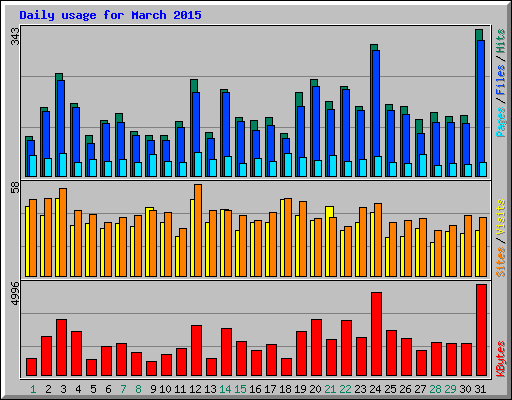 Daily usage for March 2015
343
Pages / Files / Hits
58
Sites / Visits
4996
KBytes
1 2 3 4 5 6 7 8 9 10 11 12 13 14 15 16 17 18 19 20 21 22 23 24 25 26 27 28 29 30 31